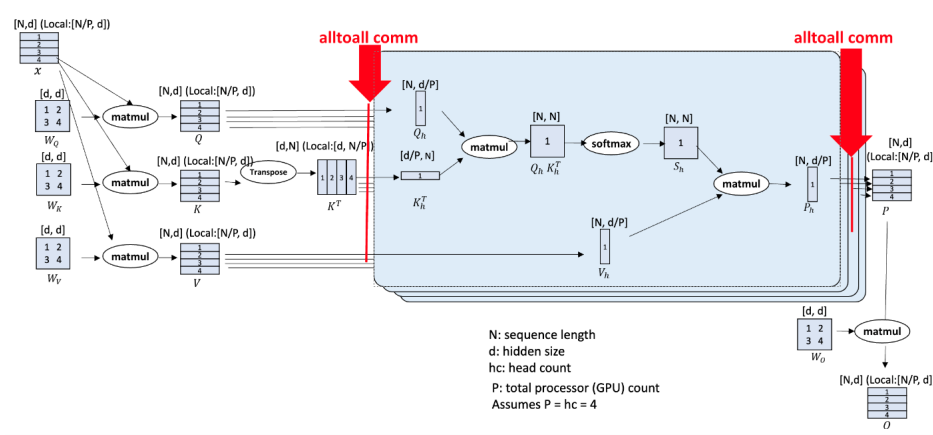 [N,d] (Local:[N/P, d])
1
2
3
4
x
[d, d]
1 2
3 4
W_Q
matmul
[N,d] (Local:[N/P, d])
1
2
3
4
Q
[d, d]
1 2
3 4
W_K
matmul
[N,d] (Local:[N/P, d])
1
2
3
4
K
Transpose
[d,N] (Local:[d, N/P])
1 2 3 4
K^T
[d, d]
1 2
3 4
W_V
matmul
[N,d] (Local:[N/P, d])
1
2
3
4
V
alltoall comm
[N, d/P]
1
Q_h
[d/P, N]
1
K_h^T
matmul
[N, N]
1
Q_h K_h^T
softmax
[N, N]
1
S_h
[N, d/P]
1
V_h
matmul
[N, d/P]
1
P_h
alltoall comm
[N,d]
(Local:[N/P, d]
1
2
3
4
P
[d, d]
1 2
3 4
W_O
matmul
[N,d] (Local:[N/P, d]
1
2
3
4
O
N: sequence length
d: hidden size
hc: head count
P: total processor (GPU) count
Assumes P = hc = 4